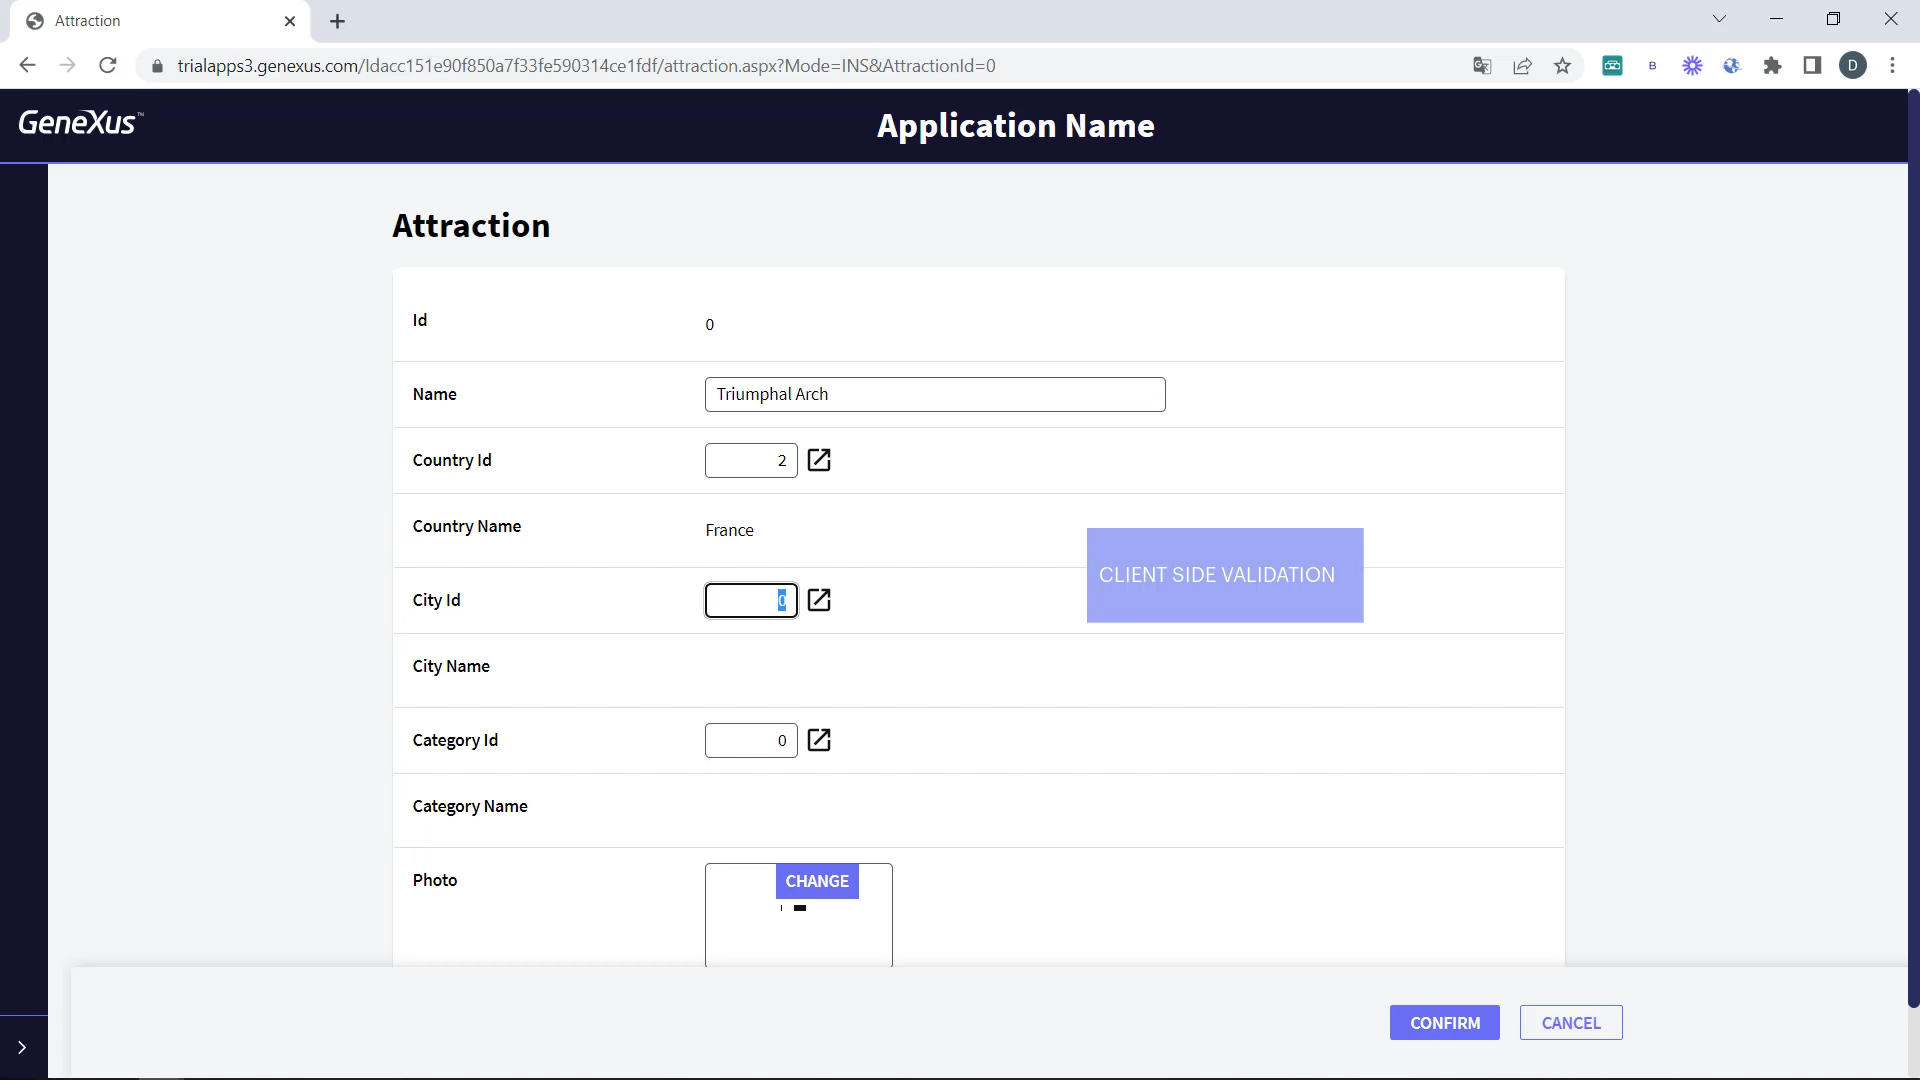 Attraction
trialapps3.genexus.com/Idacc151e90f850a7f33fe590314ce1fdf/attraction.aspx?Mode=INS&AttractionId=0
B
D
GeneXus™
Application Name
Attraction
Id
0
Name
Triumphal Arch
Country Id
2
Country Name
France
CLIENT SIDE VALIDATION
City Id
0
City Name
Category Id
0
Category Name
Photo
CHANGE
CONFIRM
CANCEL